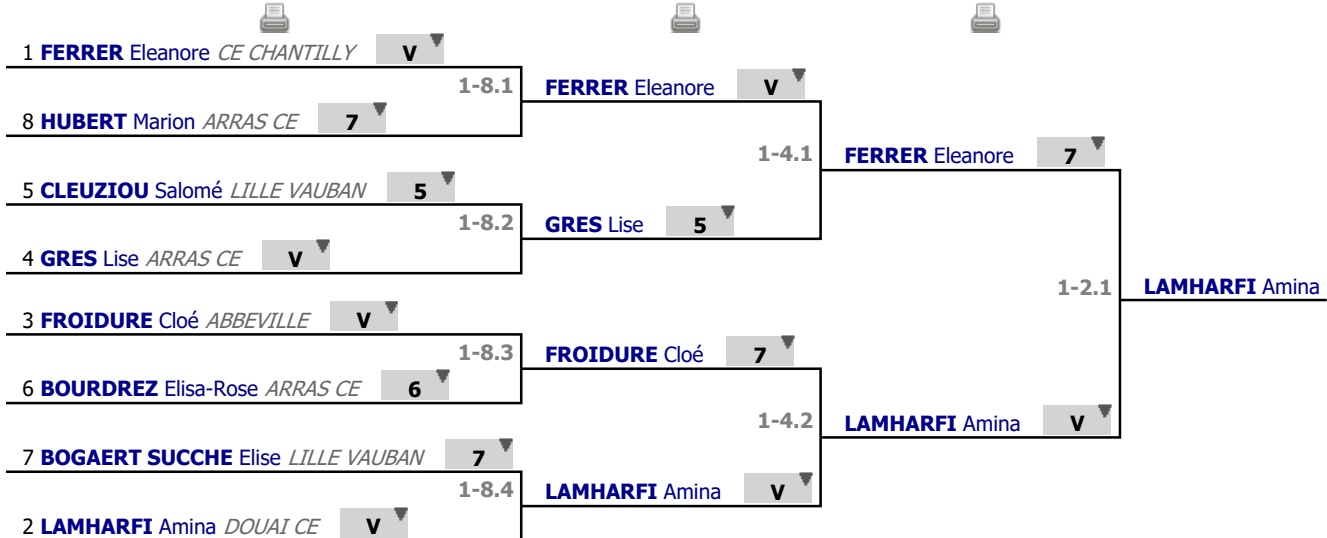 1 FERRER Eleanore CE CHANTILLY V
1-8.1
8 HUBERT Marion ARRAS CE 7
5 CLEUZIOU Salomé LILLE VAUBAN 5
1-8.2
4 GRES Lise ARRAS CE V
3 FROIDURE Cloé ABBEVILLE V
1-8.3
6 BOURDREZ Elisa-Rose ARRAS CE 6
7 BOGAERT SUCCHE Elise LILLE VAUBAN 7
1-8.4
2 LAMHARFI Amina DOUAI CE V
FERRER Eleanore V
1-4.1
GRES Lise 5
FROIDURE Cloé 7
1-4.2
LAMHARFI Amina V
FERRER Eleanore 7
1-2.1
LAMHARFI Amina V
LAMHARFI Amina